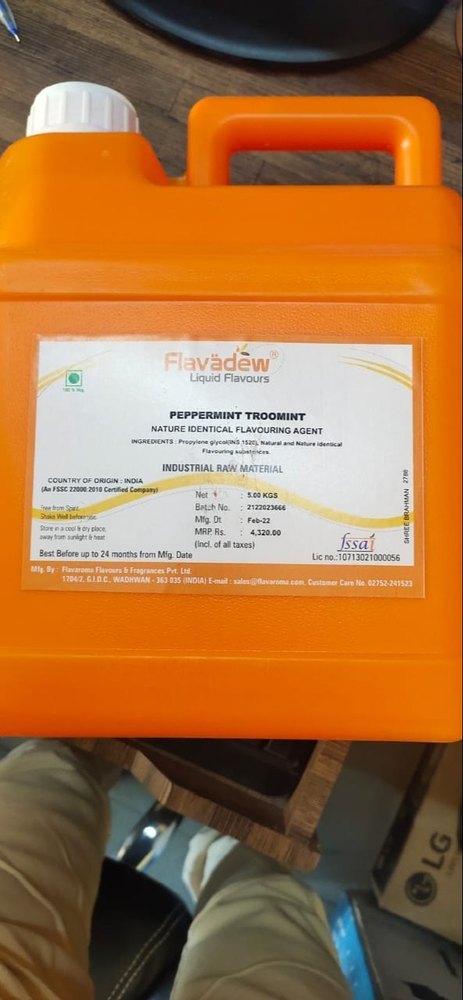 Flavädew®
Liquid Flavours
100 % Veg.
PEPPERMINT TROOMINT
NATURE IDENTICAL FLAVOURING AGENT
INGREDIENTS : Propylene glycol(INS 1520), Natural and Nature identical
Flavouring substances.
INDUSTRIAL RAW MATERIAL
COUNTRY OF ORIGIN : INDIA
(An FSSC 22000:2010 Certified Company)
Free from Spirit.
Shake Well before use.
Store in a cool & dry place,
away from sunlight & heat
Best Before up to 24 months from Mfg. Date
Net : 5.00 KGS
Batch No. : 2122023666
Mfg. Dt : Feb-22
MRP Rs. : 4,320.00
(Incl. of all taxes)
fssai
Lic no.:10713021000056
SHREE BRAHMAN 2788
Mfg. By : Flavaroma Flavours & Fragrances Pvt. Ltd.
1704/2, G.I.D.C., WADHWAN - 363 035 (INDIA) E-mail : sales@flavaroma.com, Customer Care No. 02752-241523
LG